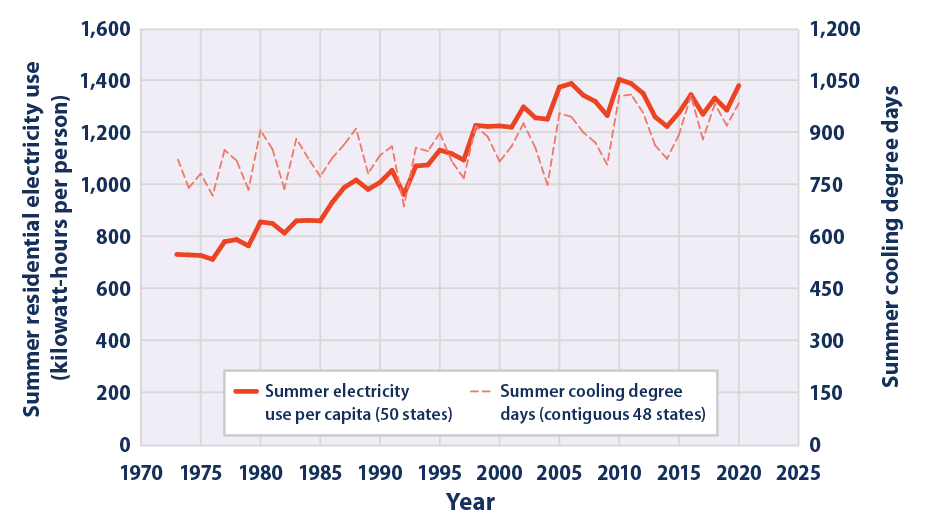 1,600
1,400
1,200
1,000
800
600
400
200
0
Summer residential electricity use
(kilowatt-hours per person)
1,200
1,050
900
750
600
450
300
150
0
Summer cooling degree days
Summer electricity
use per capita (50 states)
Summer cooling degree
days (contiguous 48 states)
1970 1975 1980 1985 1990 1995 2000 2005 2010 2015 2020 2025
Year